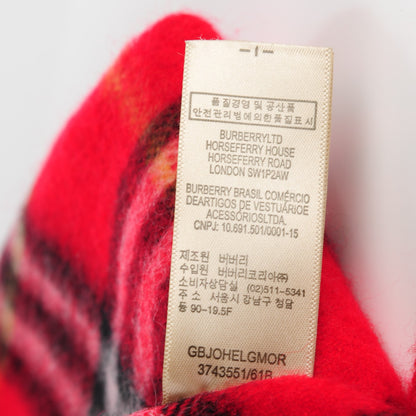 -1-
품질경영 및 공산품
안전관리법에의한품질표시
BURBERRYLTD
HORSEFERRY HOUSE
HORSEFERRY ROAD
LONDON SW1P2AW
BURBERRY BRASIL COMÉRCIO
DEARTIGOS DE VESTUÁRIOE
ACESSÓRIOSLTDA.
CNPJ: 10.691.501/0001-15
제조원 버버리
수입원 버버리코리아㈜
소비자상담실 (02)511-5341
주소 서울시 강남구 청담
동 90-19.5F
GBJOHELGMOR
3743551/61B